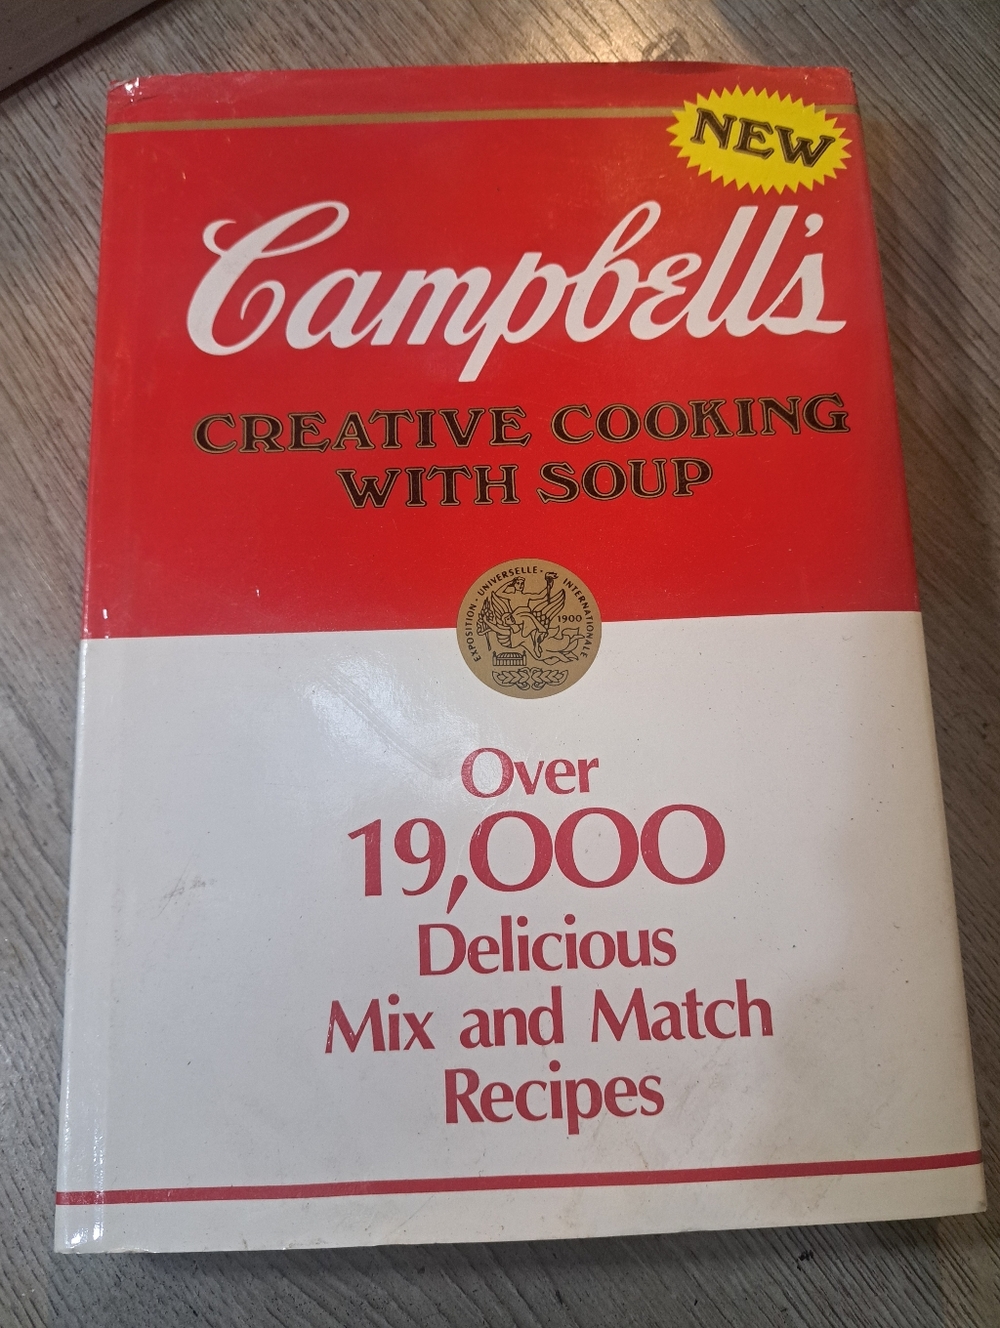 NEW
Campbell's
CREATIVE COOKING
WITH SOUP
EXPOSITION · UNIVERSELLE · INTERNATIONALE
1900
Over
19,000
Delicious
Mix and Match
Recipes